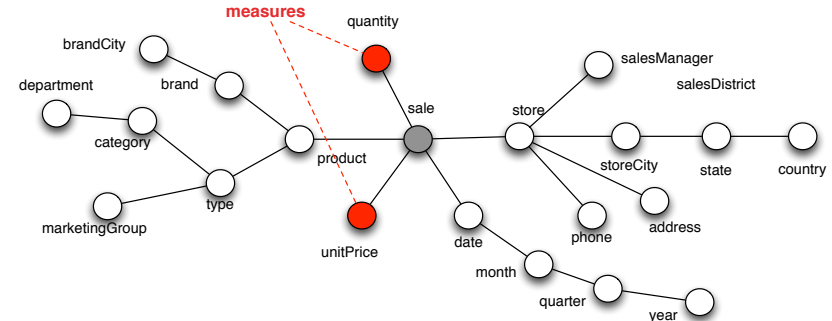 measures
quantity
brandCity
salesManager
department
brand
salesDistrict
sale
store
category
product
storeCity
state
country
type
marketingGroup
unitPrice
date
phone
address
month
quarter
year